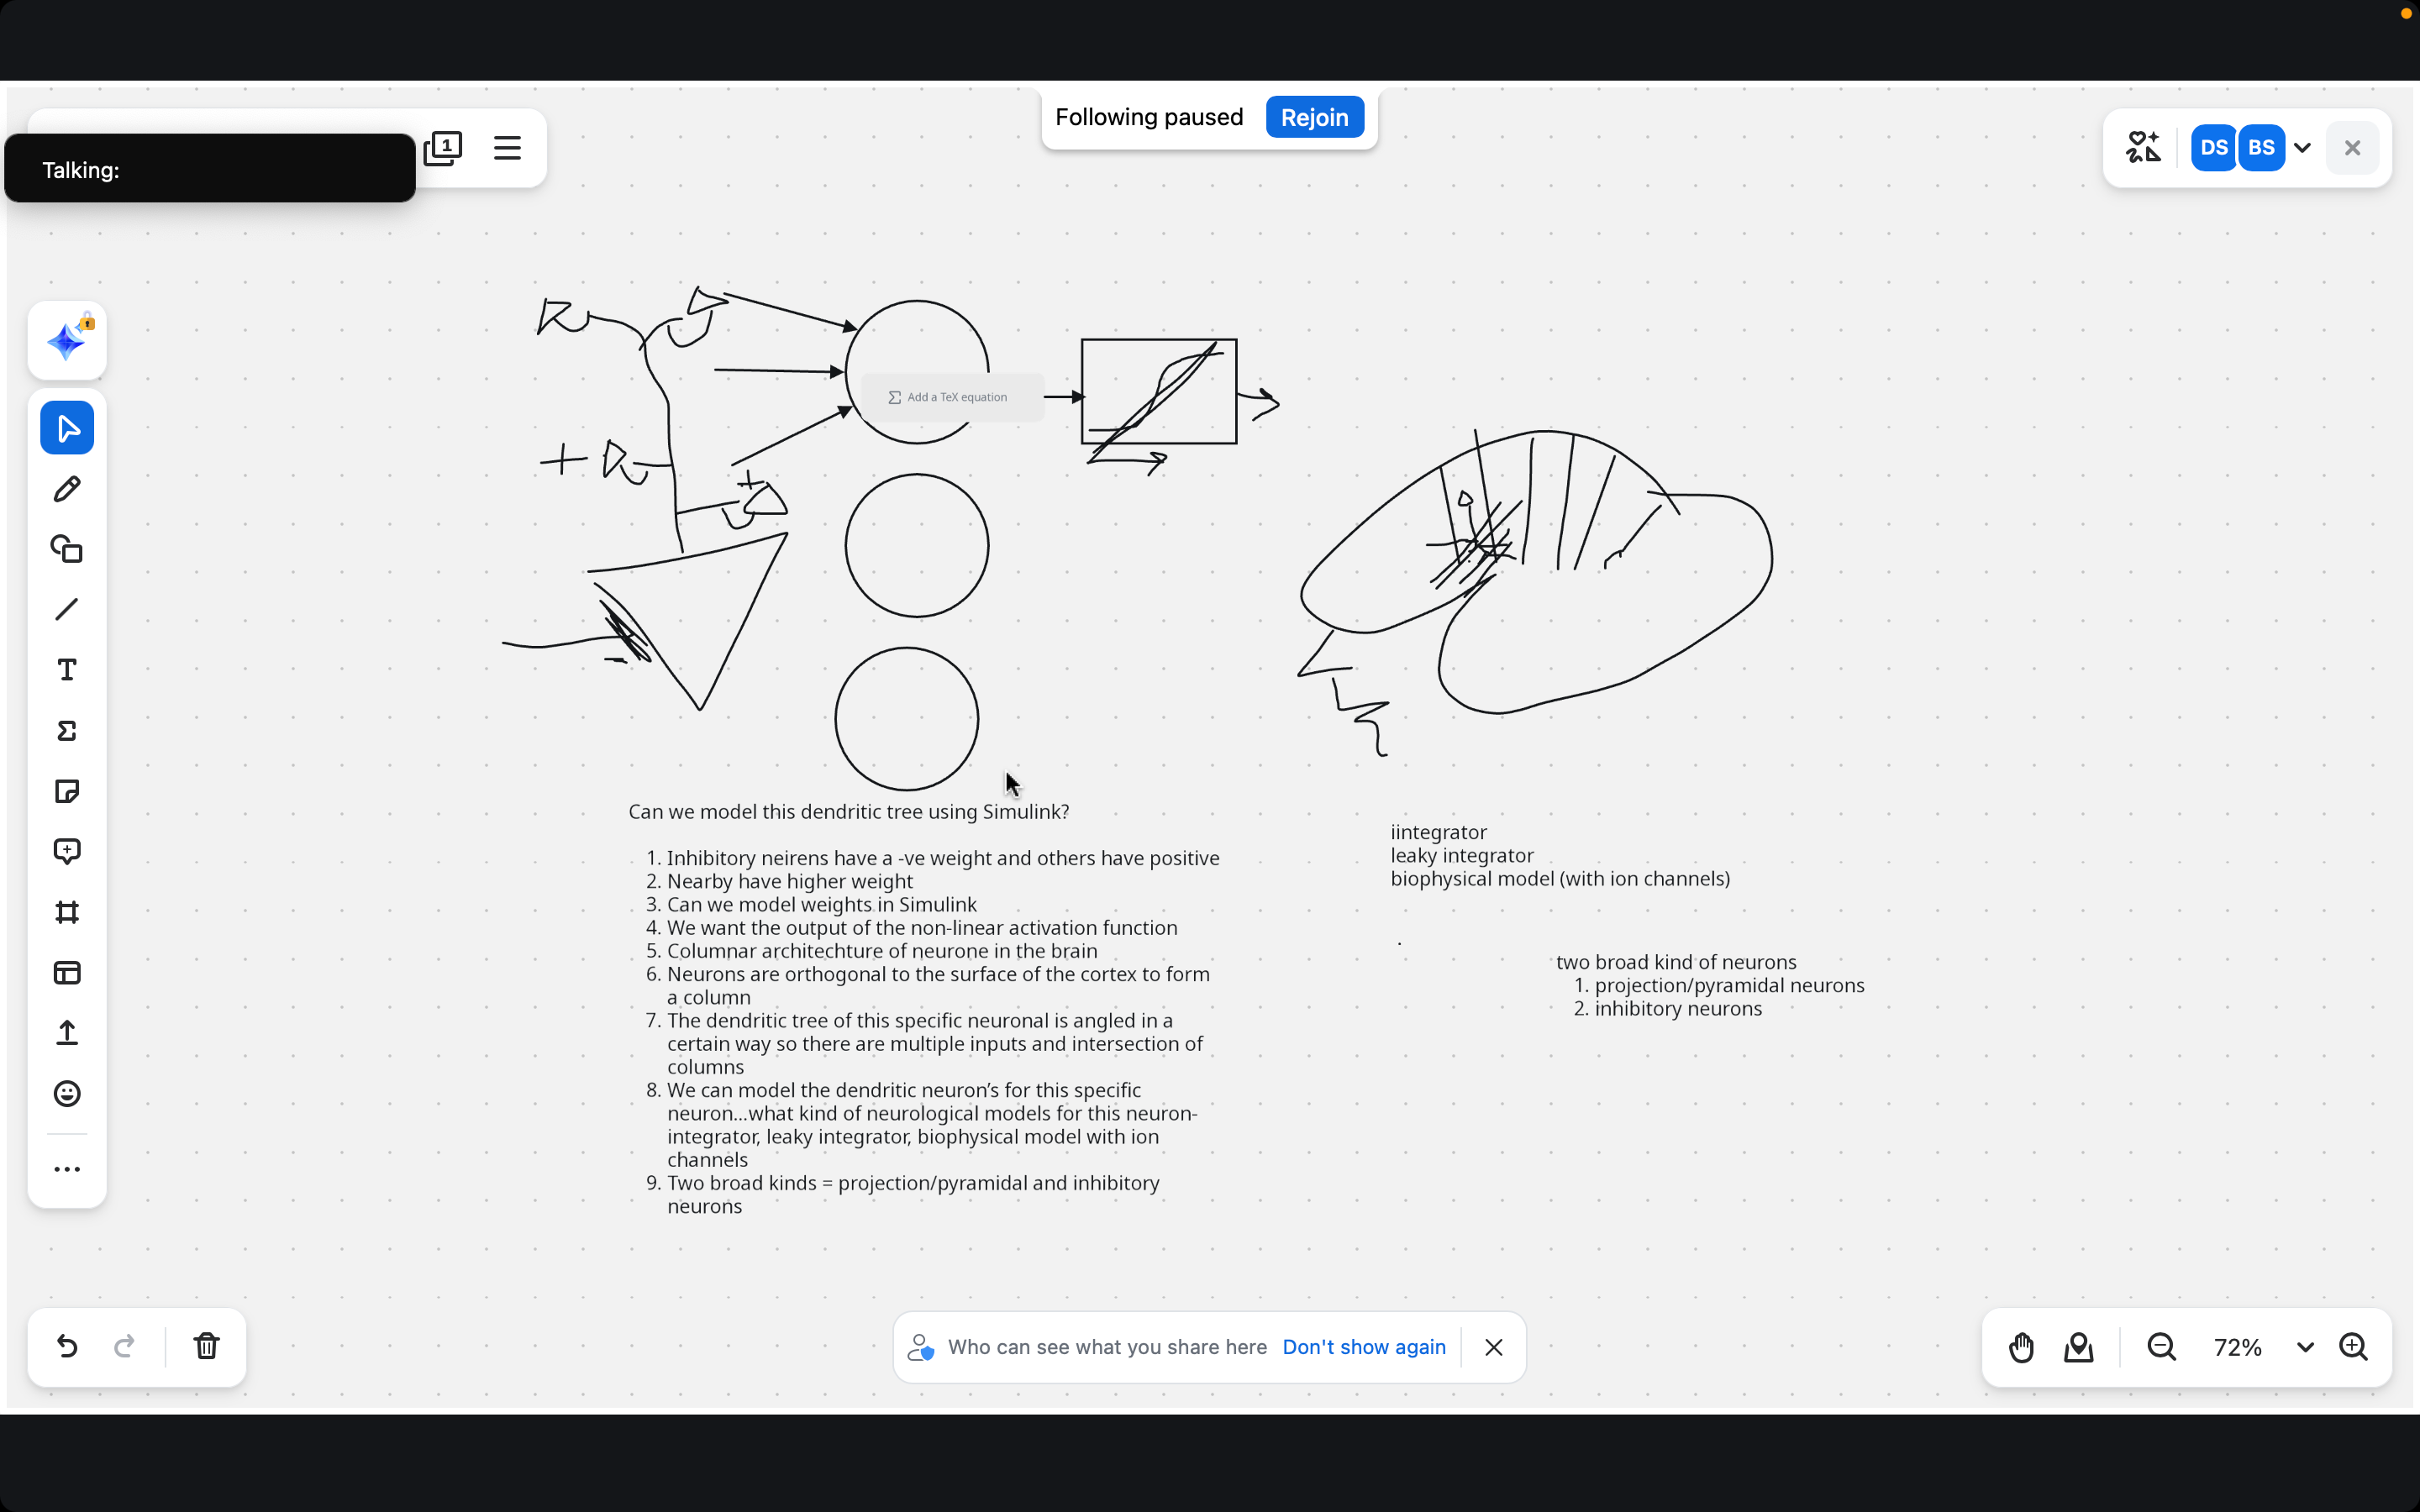 Following paused
Rejoin
Talking:
1
DS
BS
Σ Add a TeX equation
Can we model this dendritic tree using Simulink?
1. Inhibitory neirens have a -ve weight and others have positive
2. Nearby have higher weight
3. Can we model weights in Simulink
4. We want the output of the non-linear activation function
5. Columnar architechture of neurone in the brain
6. Neurons are orthogonal to the surface of the cortex to form
a column
7. The dendritic tree of this specific neuronal is angled in a
certain way so there are multiple inputs and intersection of
columns
8. We can model the dendritic neuron’s for this specific
neuron...what kind of neurological models for this neuron-
integrator, leaky integrator, biophysical model with ion
channels
9. Two broad kinds = projection/pyramidal and inhibitory
neurons
iintegrator
leaky integrator
biophysical model (with ion channels)
two broad kind of neurons
1. projection/pyramidal neurons
2. inhibitory neurons
Who can see what you share here
Don't show again
72%